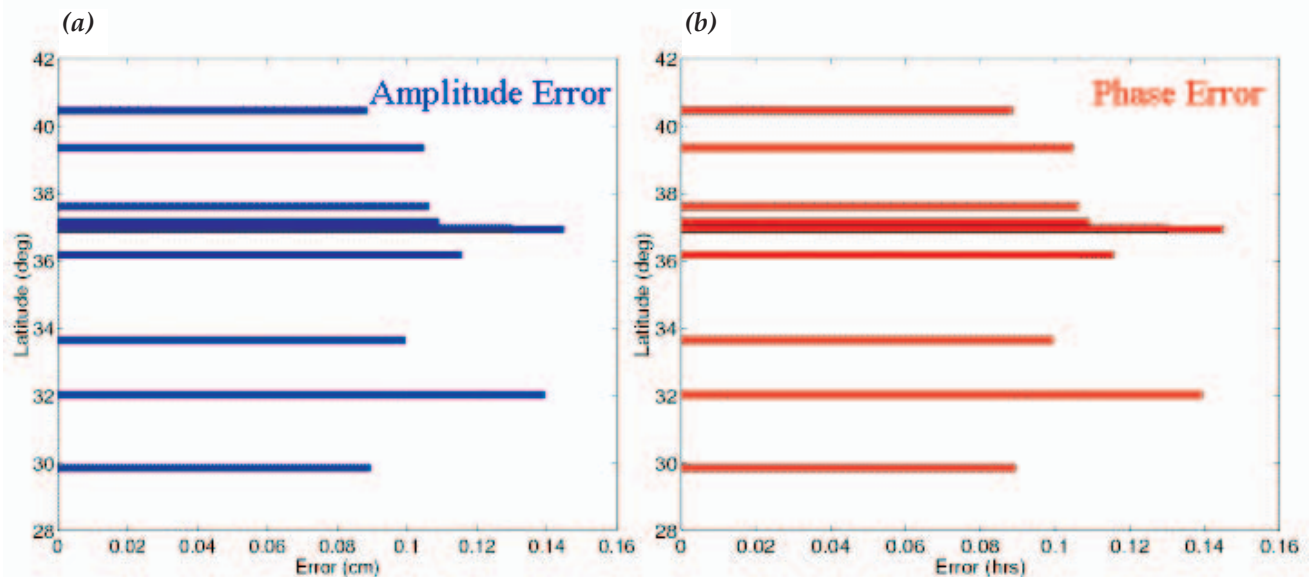 (a)
Amplitude Error
Latitude (deg)
42
40
38
36
34
32
30
28
0 0.02 0.04 0.06 0.08 0.1 0.12 0.14 0.16
Error (cm)
(b)
Phase Error
Latitude (deg)
42
40
38
36
34
32
30
28
0 0.02 0.04 0.06 0.08 0.1 0.12 0.14 0.16
Error (hrs)